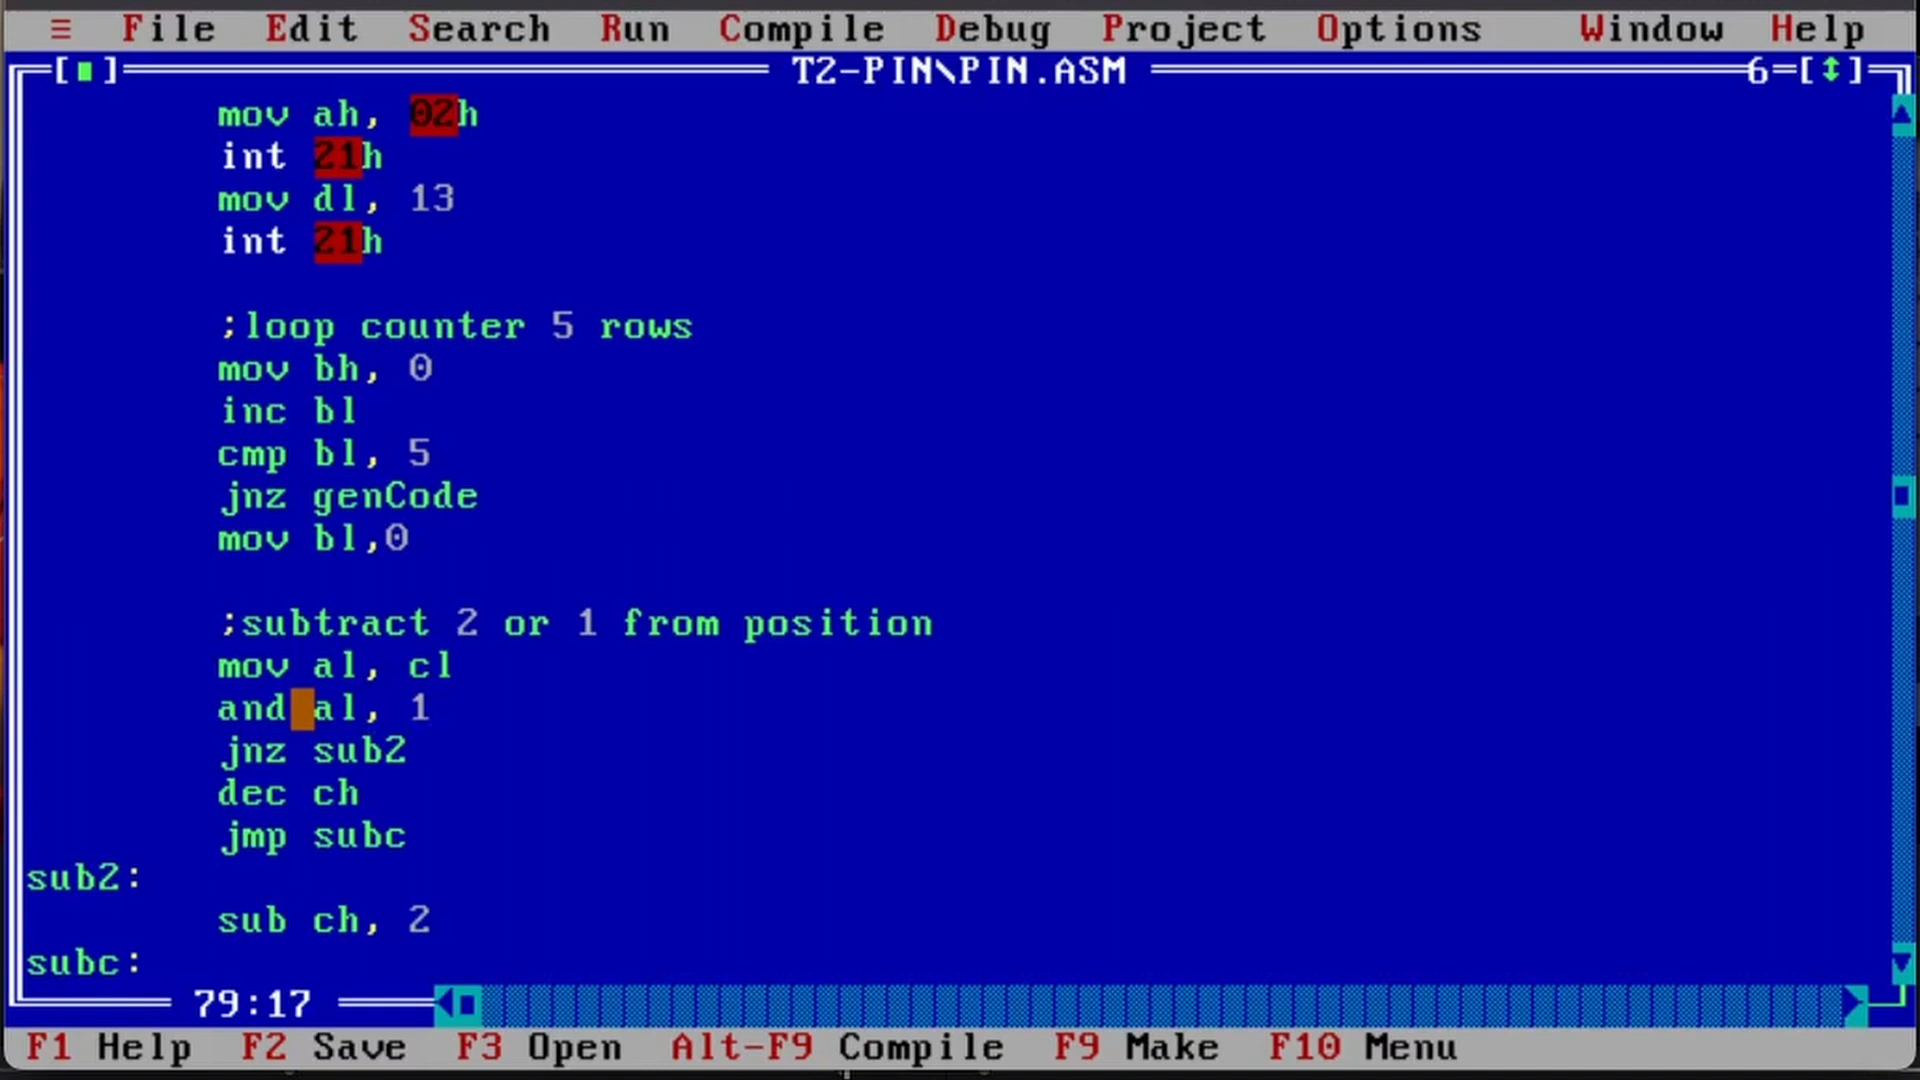 ≡ File Edit Search Run Compile Debug Project Options Window Help
[■] T2-PIN\PIN.ASM 6=[↕]
mov ah, 02h
int 21h
mov dl, 13
int 21h
;loop counter 5 rows
mov bh, 0
inc bl
cmp bl, 5
jnz genCode
mov bl,0
;subtract 2 or 1 from position
mov al, cl
and al, 1
jnz sub2
dec ch
jmp subc
sub2:
sub ch, 2
subc:
79:17
F1 Help F2 Save F3 Open Alt-F9 Compile F9 Make F10 Menu